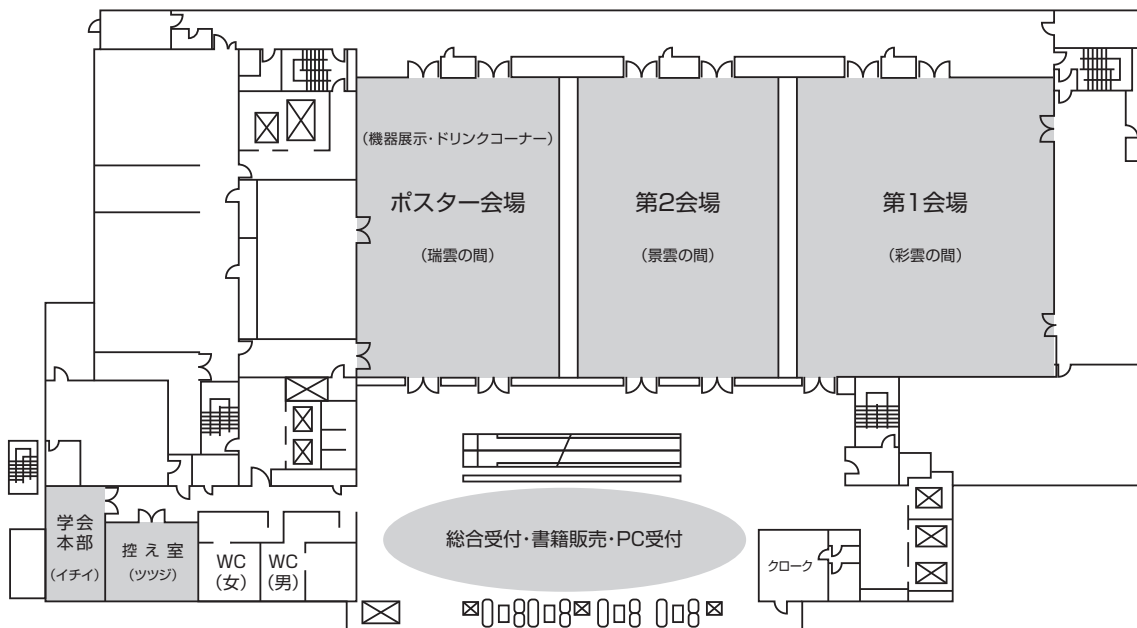 (機器展示・ドリンクコーナー)
ポスター会場
(瑞雲の間)
第2会場
(景雲の間)
第1会場
(彩雲の間)
総合受付・書籍販売・PC受付
学会
本部
(イチイ)
控え室
(ツツジ)
WC
(女)
WC
(男)
クローク